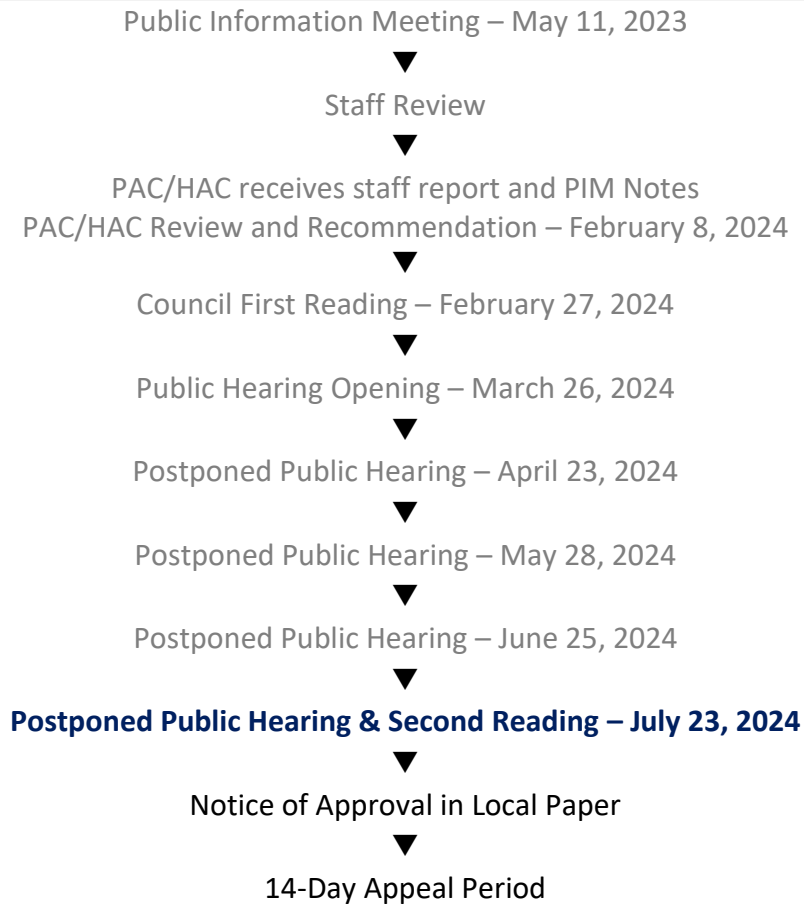 Public Information Meeting – May 11, 2023
Staff Review
PAC/HAC receives staff report and PIM Notes
PAC/HAC Review and Recommendation – February 8, 2024
Council First Reading – February 27, 2024
Public Hearing Opening – March 26, 2024
Postponed Public Hearing – April 23, 2024
Postponed Public Hearing – May 28, 2024
Postponed Public Hearing – June 25, 2024
Postponed Public Hearing & Second Reading – July 23, 2024
Notice of Approval in Local Paper
14-Day Appeal Period